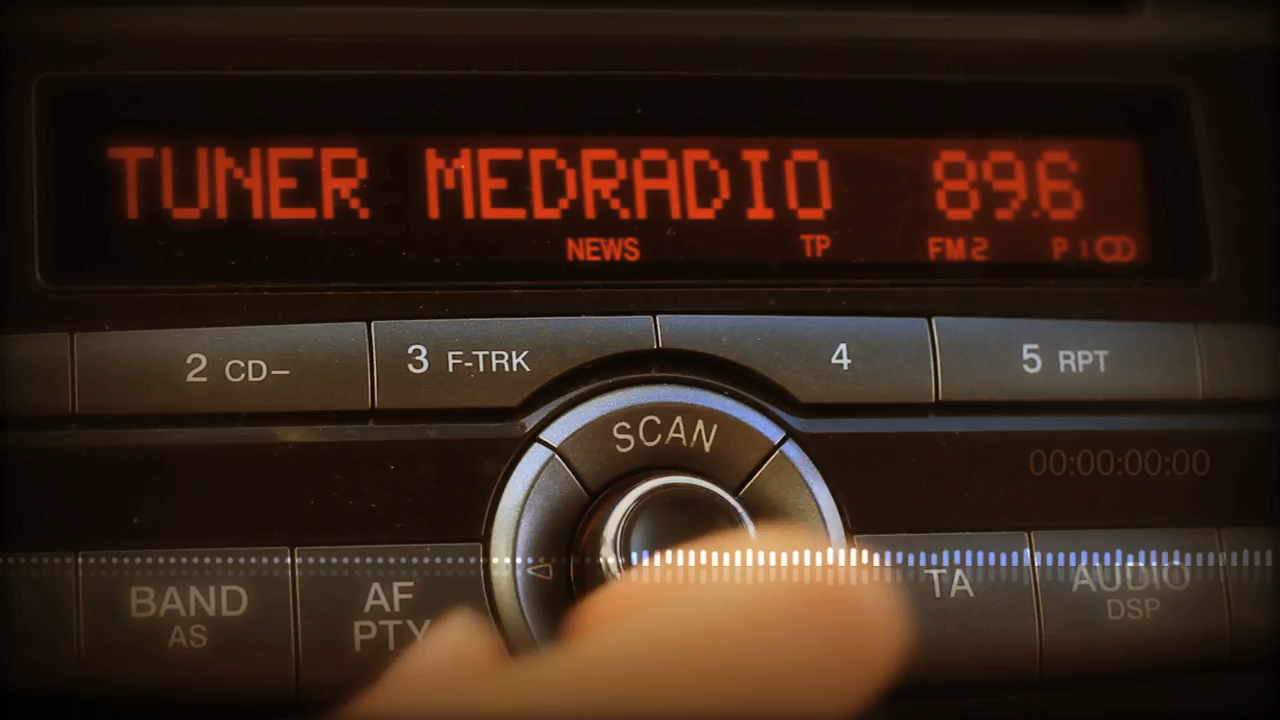 TUNER MEDRADIO 89.6
NEWS TP FM2 P:
2 CD– 3 F-TRK 4 5 RPT
SCAN
00:00:00:00
BAND AF TA AUDIO
AS PTY DSP